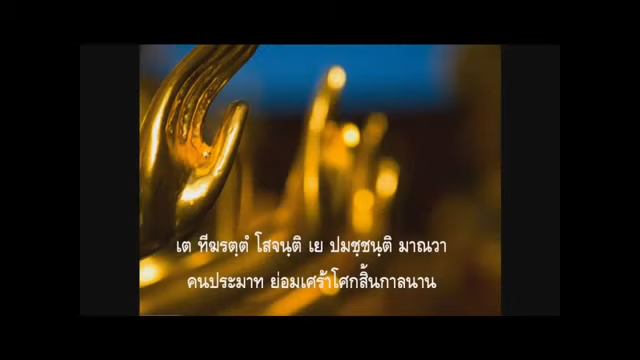 เต ทีฆรตฺตํ โสจนฺติ เย ปมชฺชนฺติ มาณวา
คนประมาท ย่อมเศร้าโศกสิ้นกาลนาน